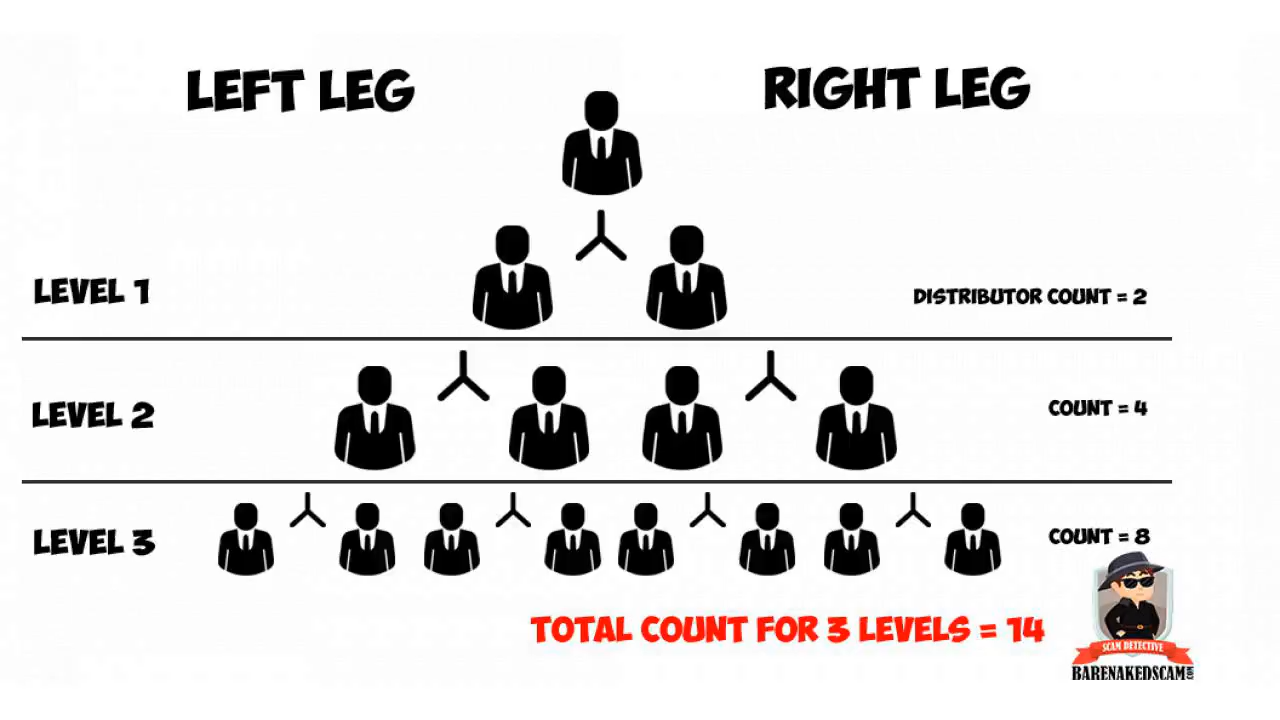 LEFT LEG
RIGHT LEG
LEVEL 1
DISTRIBUTOR COUNT = 2
LEVEL 2
COUNT = 4
LEVEL 3
COUNT = 8
TOTAL COUNT FOR 3 LEVELS = 14
SCAM DETECTIVE
BARENAKEDSCAM.COM